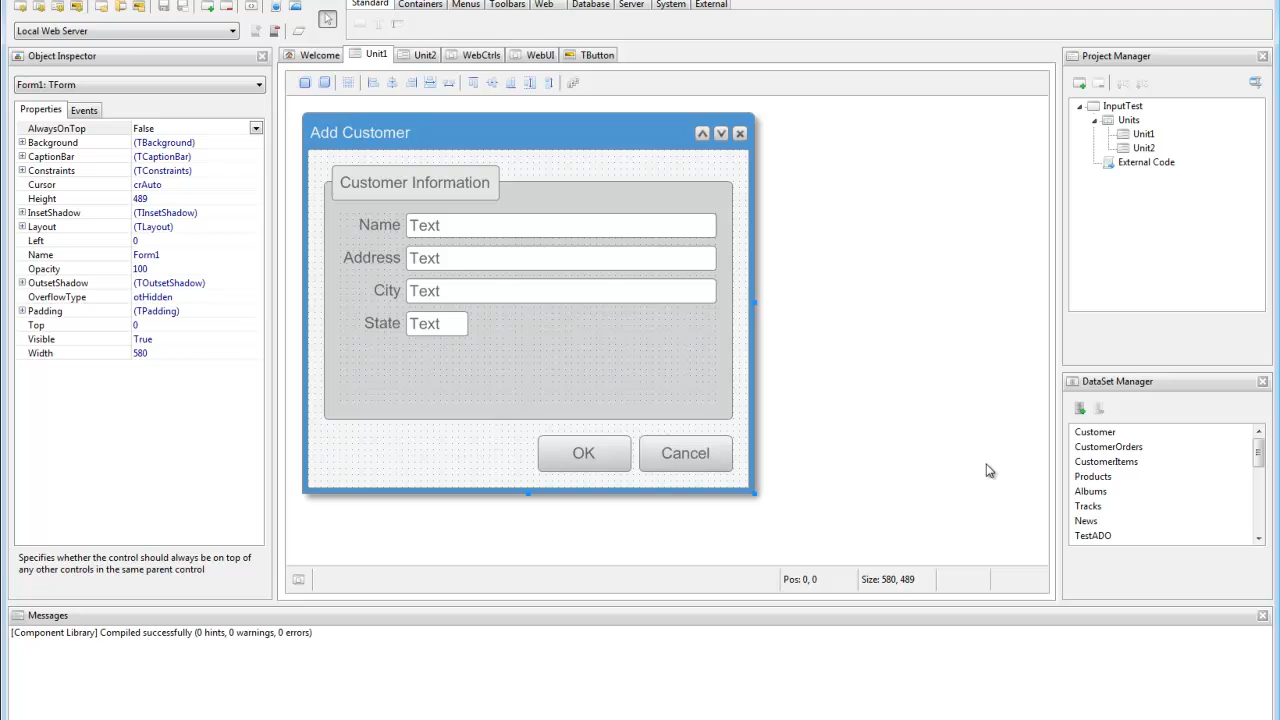 Standard Containers Menus Toolbars Web Database Server System External
Local Web Server
Object Inspector
Form1: TForm
Properties Events
AlwaysOnTop False
Background (TBackground)
CaptionBar (TCaptionBar)
Constraints (TConstraints)
Cursor crAuto
Height 489
InsetShadow (TInsetShadow)
Layout (TLayout)
Left 0
Name Form1
Opacity 100
OutsetShadow (TOutsetShadow)
OverflowType otHidden
Padding (TPadding)
Top 0
Visible True
Width 580
Specifies whether the control should always be on top of
any other controls in the same parent control
Welcome Unit1 Unit2 WebCtrls WebUI TButton
Add Customer
Customer Information
Name Text
Address Text
City Text
State Text
OK Cancel
Pos: 0, 0 Size: 580, 489
Project Manager
InputTest
Units
Unit1
Unit2
External Code
DataSet Manager
Customer
CustomerOrders
CustomerItems
Products
Albums
Tracks
News
TestADO
Messages
[Component Library] Compiled successfully (0 hints, 0 warnings, 0 errors)